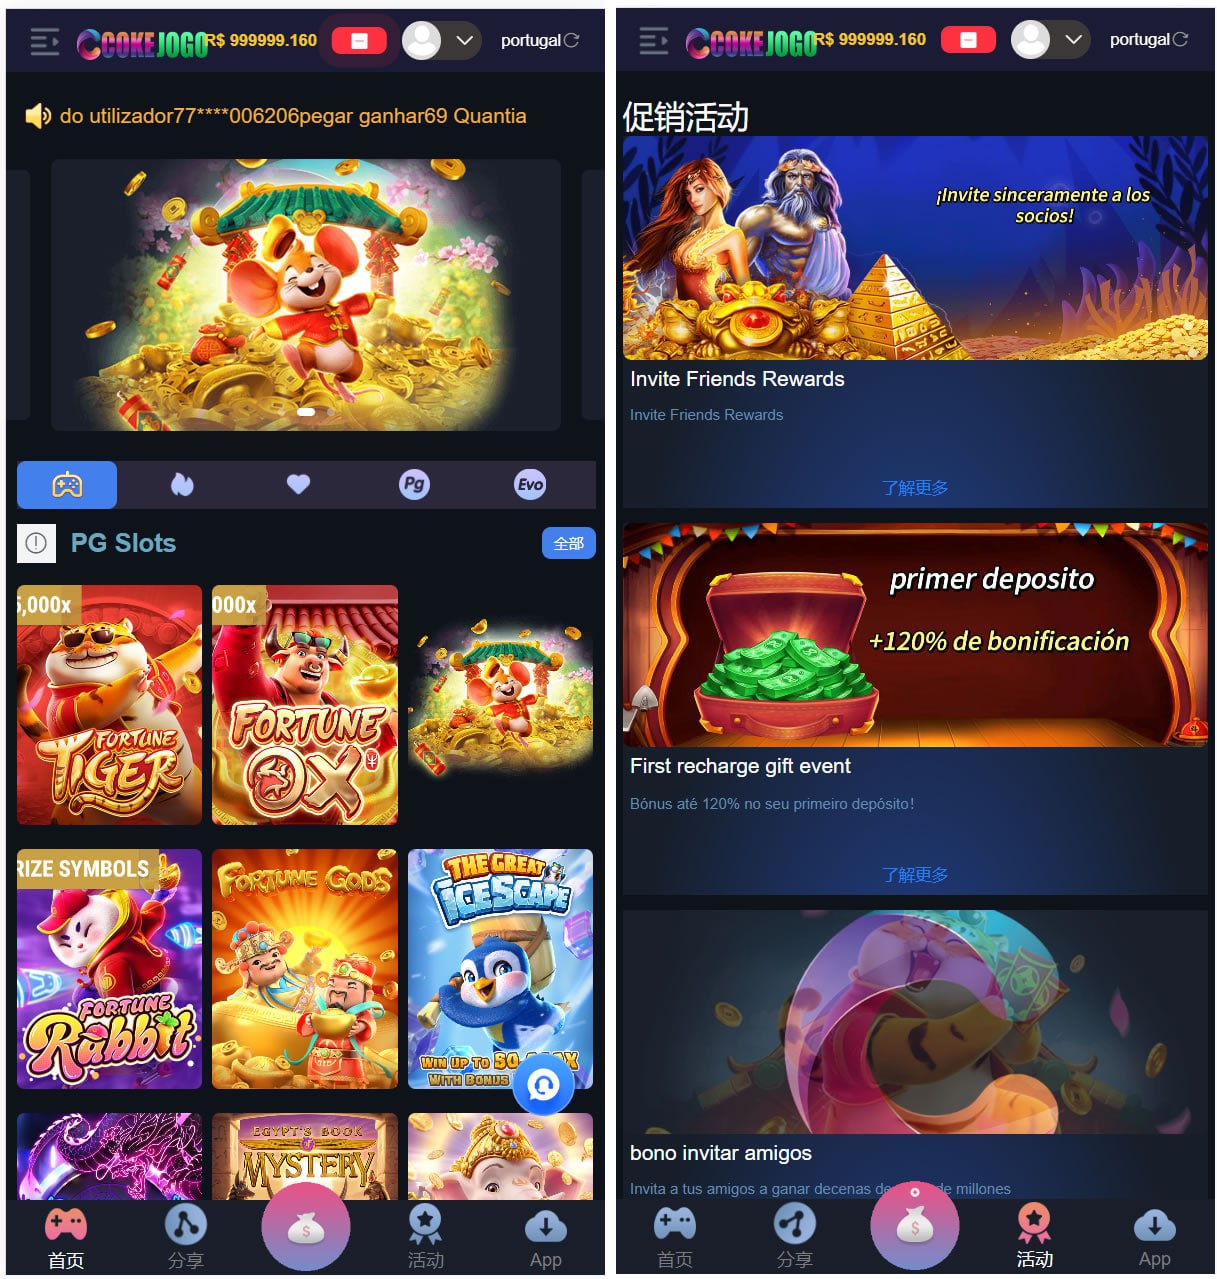 COKEJOGO
R$ 999999.160
portugal
do utilizador77****006206pegar ganhar69 Quantia
Pg
Evo
PG Slots
全部
5,000x
FORTUNE
TIGER
000x
FORTUNE
OX
RIZE SYMBOLS
FORTUNE
Rabbit
FORTUNE GODS
THE GREAT
ICESCAPE
WIN UP TO
WITH BONUS
EGYPT'S BOOK
OF
MYSTERY
首页
分享
$
活动
App
COKEJOGO
R$ 999999.160
portugal
促销活动
¡Invite sinceramente a los
socios!
Invite Friends Rewards
Invite Friends Rewards
了解更多
primer deposito
+120% de bonificación
First recharge gift event
Bónus até 120% no seu primeiro depósito!
了解更多
bono invitar amigos
Invita a tus amigos a ganar decenas de millones
首页
分享
$
活动
App